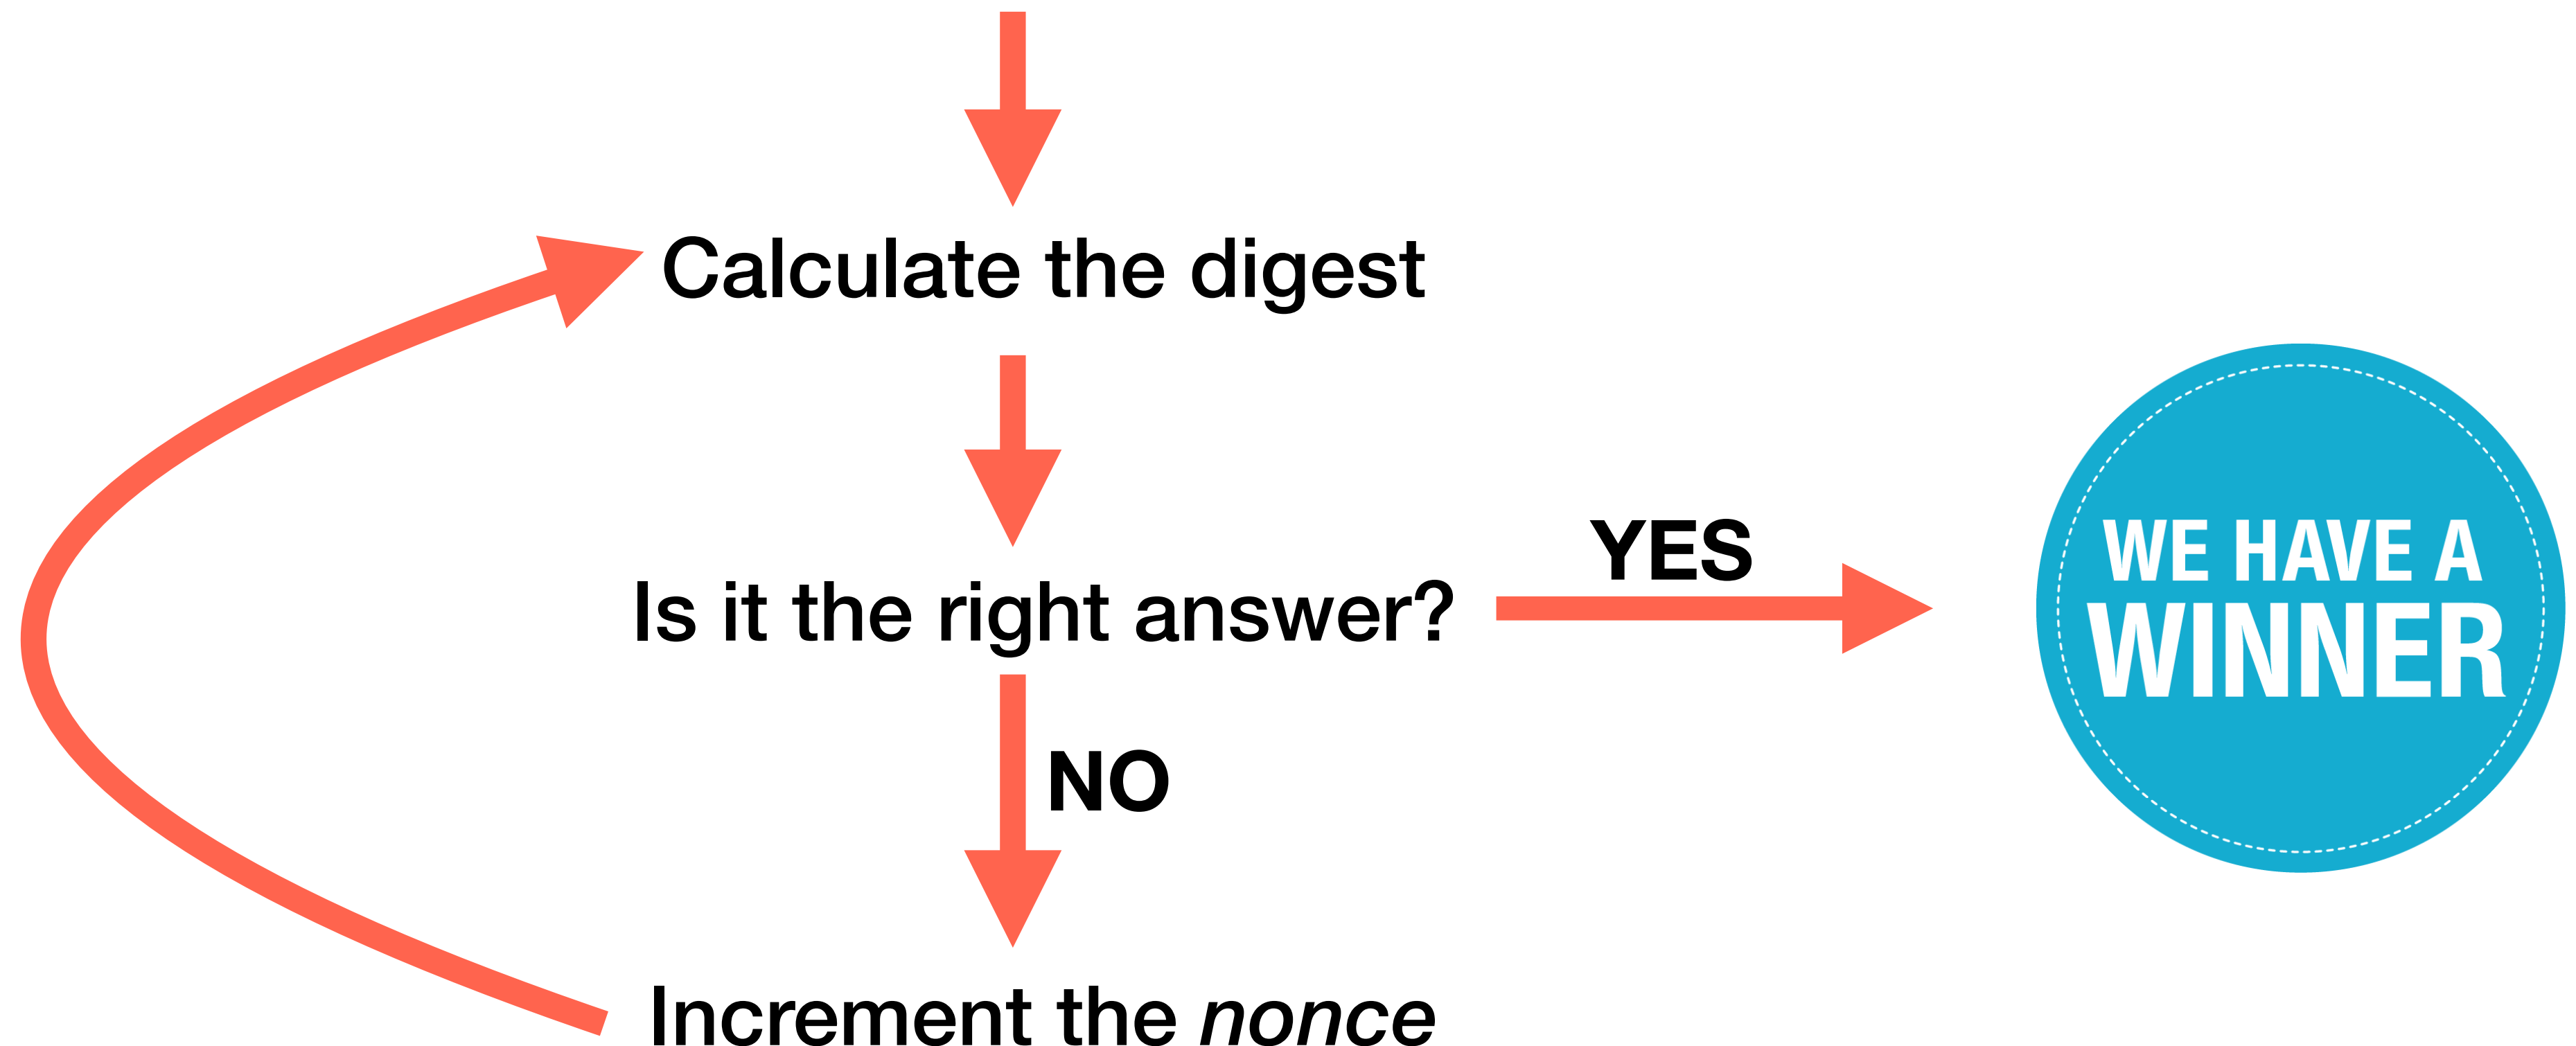 Calculate the digest
Is it the right answer?
YES
WE HAVE A
WINNER
NO
Increment the nonce